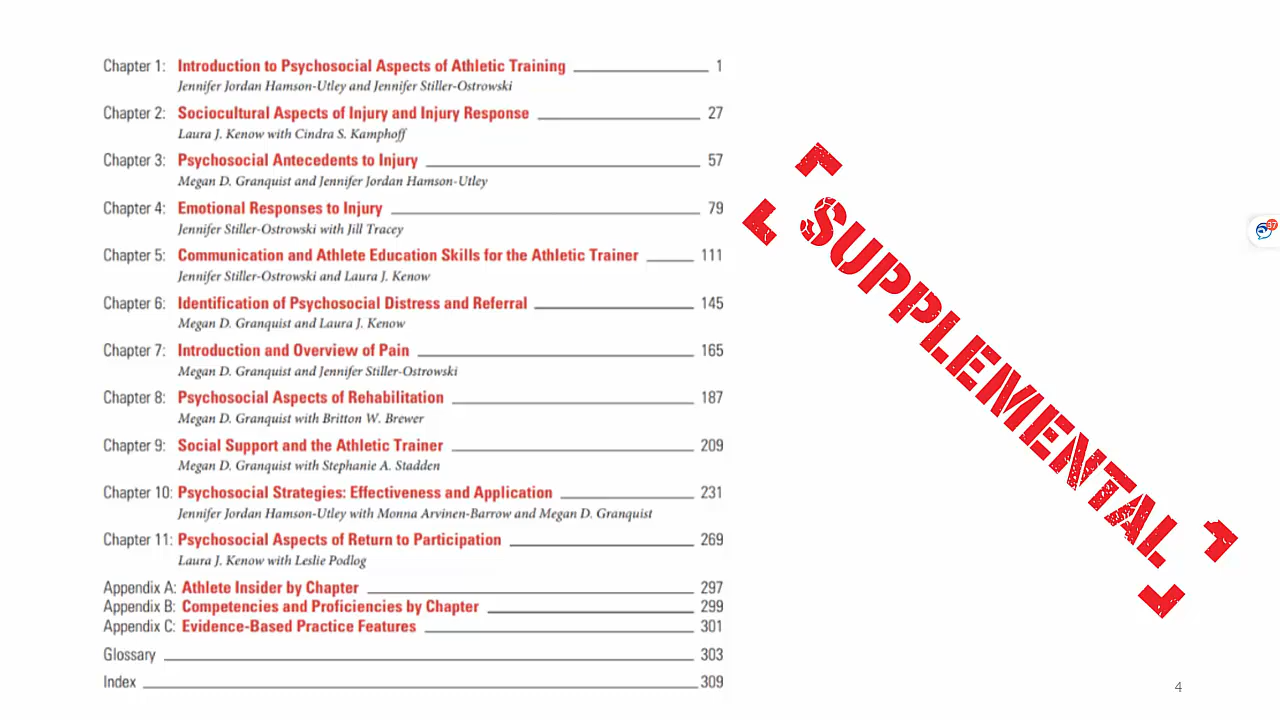 Chapter 1: Introduction to Psychosocial Aspects of Athletic Training 1
Jennifer Jordan Hamson-Utley and Jennifer Stiller-Ostrowski
Chapter 2: Sociocultural Aspects of Injury and Injury Response 27
Laura J. Kenow with Cindra S. Kamphoff
Chapter 3: Psychosocial Antecedents to Injury 57
Megan D. Granquist and Jennifer Jordan Hamson-Utley
Chapter 4: Emotional Responses to Injury 79
Jennifer Stiller-Ostrowski with Jill Tracey
Chapter 5: Communication and Athlete Education Skills for the Athletic Trainer 111
Jennifer Stiller-Ostrowski and Laura J. Kenow
Chapter 6: Identification of Psychosocial Distress and Referral 145
Megan D. Granquist and Laura J. Kenow
Chapter 7: Introduction and Overview of Pain 165
Megan D. Granquist and Jennifer Stiller-Ostrowski
Chapter 8: Psychosocial Aspects of Rehabilitation 187
Megan D. Granquist with Britton W. Brewer
Chapter 9: Social Support and the Athletic Trainer 209
Megan D. Granquist with Stephanie A. Stadden
Chapter 10: Psychosocial Strategies: Effectiveness and Application 231
Jennifer Jordan Hamson-Utley with Monna Arvinen-Barrow and Megan D. Granquist
Chapter 11: Psychosocial Aspects of Return to Participation 269
Laura J. Kenow with Leslie Podlog
Appendix A: Athlete Insider by Chapter 297
Appendix B: Competencies and Proficiencies by Chapter 299
Appendix C: Evidence-Based Practice Features 301
Glossary 303
Index 309
SUPPLEMENTAL
37
4